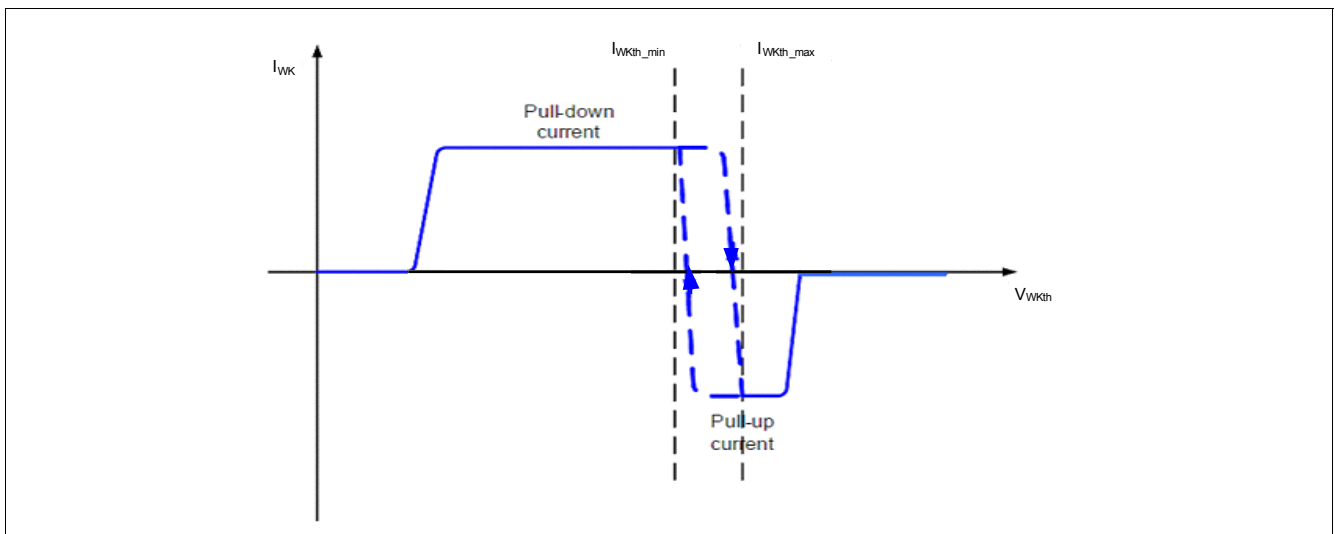 I_WKth_min
I_WKth_max
I_WK
Pull-down
current
V_WKth
Pull-up
current